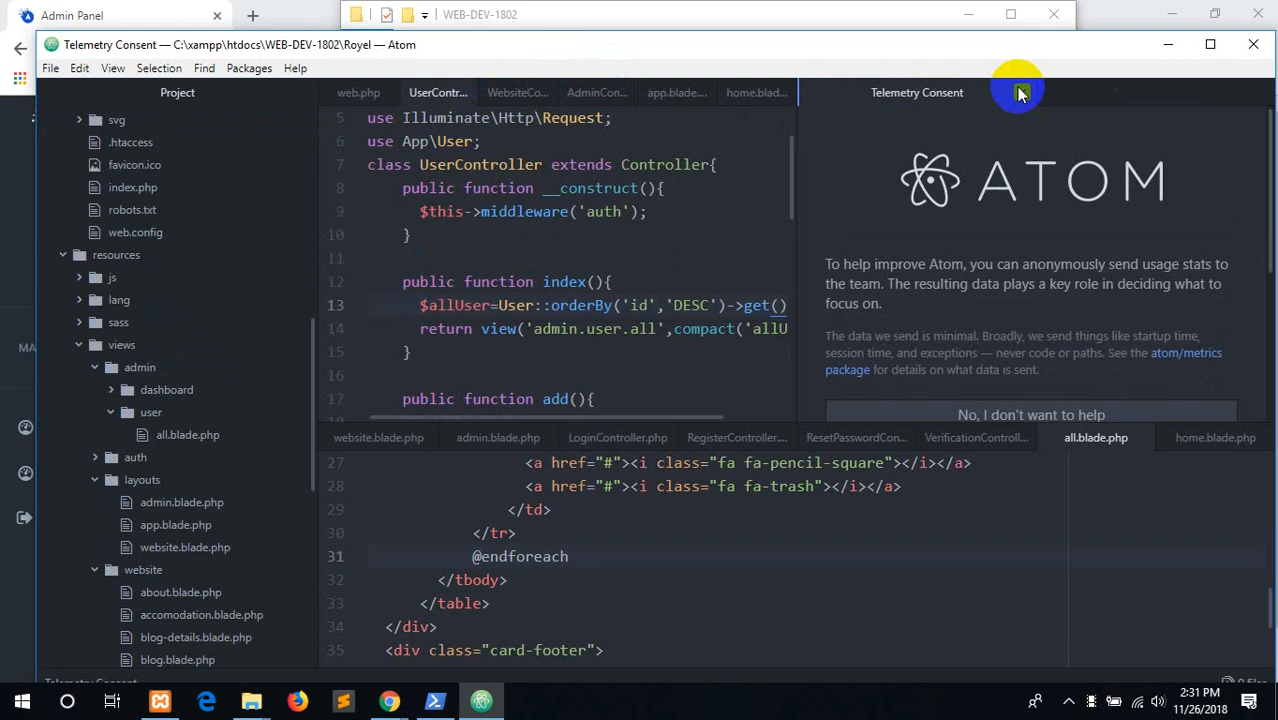 Admin Panel
WEB-DEV-1802
Telemetry Consent — C:\xampp\htdocs\WEB-DEV-1802\Royel — Atom
File Edit View Selection Find Packages Help
Project
svg
.htaccess
favicon.ico
index.php
robots.txt
web.config
resources
js
lang
sass
views
admin
dashboard
user
all.blade.php
auth
layouts
admin.blade.php
app.blade.php
website.blade.php
website
about.blade.php
accomodation.blade.php
blog-details.blade.php
blog.blade.php
web.php UserContr... WebsiteCo... AdminCon... app.blade.... home.blad...
5 use Illuminate\Http\Request;
6 use App\User;
7 class UserController extends Controller{
8 public function __construct(){
9 $this->middleware('auth');
10 }
11
12 public function index(){
13 $allUser=User::orderBy('id','DESC')->get()
14 return view('admin.user.all',compact('allU
15 }
16
17 public function add(){
Telemetry Consent
ATOM
To help improve Atom, you can anonymously send usage stats to
the team. The resulting data plays a key role in deciding what to
focus on.
The data we send is minimal. Broadly, we send things like startup time,
session time, and exceptions — never code or paths. See the atom/metrics
package for details on what data is sent.
No, I don't want to help
website.blade.php admin.blade.php LoginController.php RegisterController.... ResetPasswordCon... VerificationControll... all.blade.php home.blade.php
27 <a href="#"><i class="fa fa-pencil-square"></i></a>
28 <a href="#"><i class="fa fa-trash"></i></a>
29 </td>
30 </tr>
31 @endforeach
32 </tbody>
33 </table>
34 </div>
35 <div class="card-footer">
MA
2:31 PM
11/26/2018